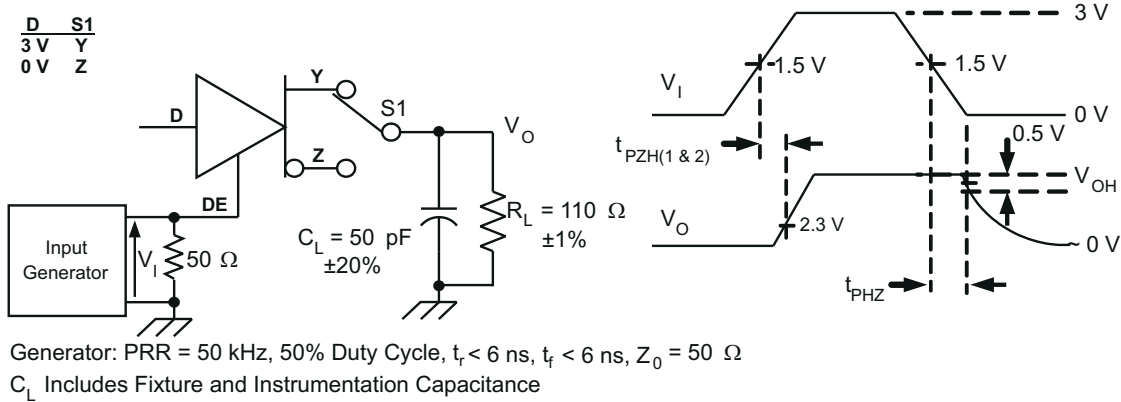 D S1
3 V Y
0 V Z
D
Y
S1
Z
DE
V_O
Input
Generator
V_I
50 Ω
C_L = 50 pF
±20%
R_L = 110 Ω
±1%
3 V
V_I
1.5 V
1.5 V
0 V
0.5 V
t_PZH(1 & 2)
V_OH
V_O
2.3 V
~ 0 V
t_PHZ
Generator: PRR = 50 kHz, 50% Duty Cycle, t_r < 6 ns, t_f < 6 ns, Z_0 = 50 Ω
C_L Includes Fixture and Instrumentation Capacitance